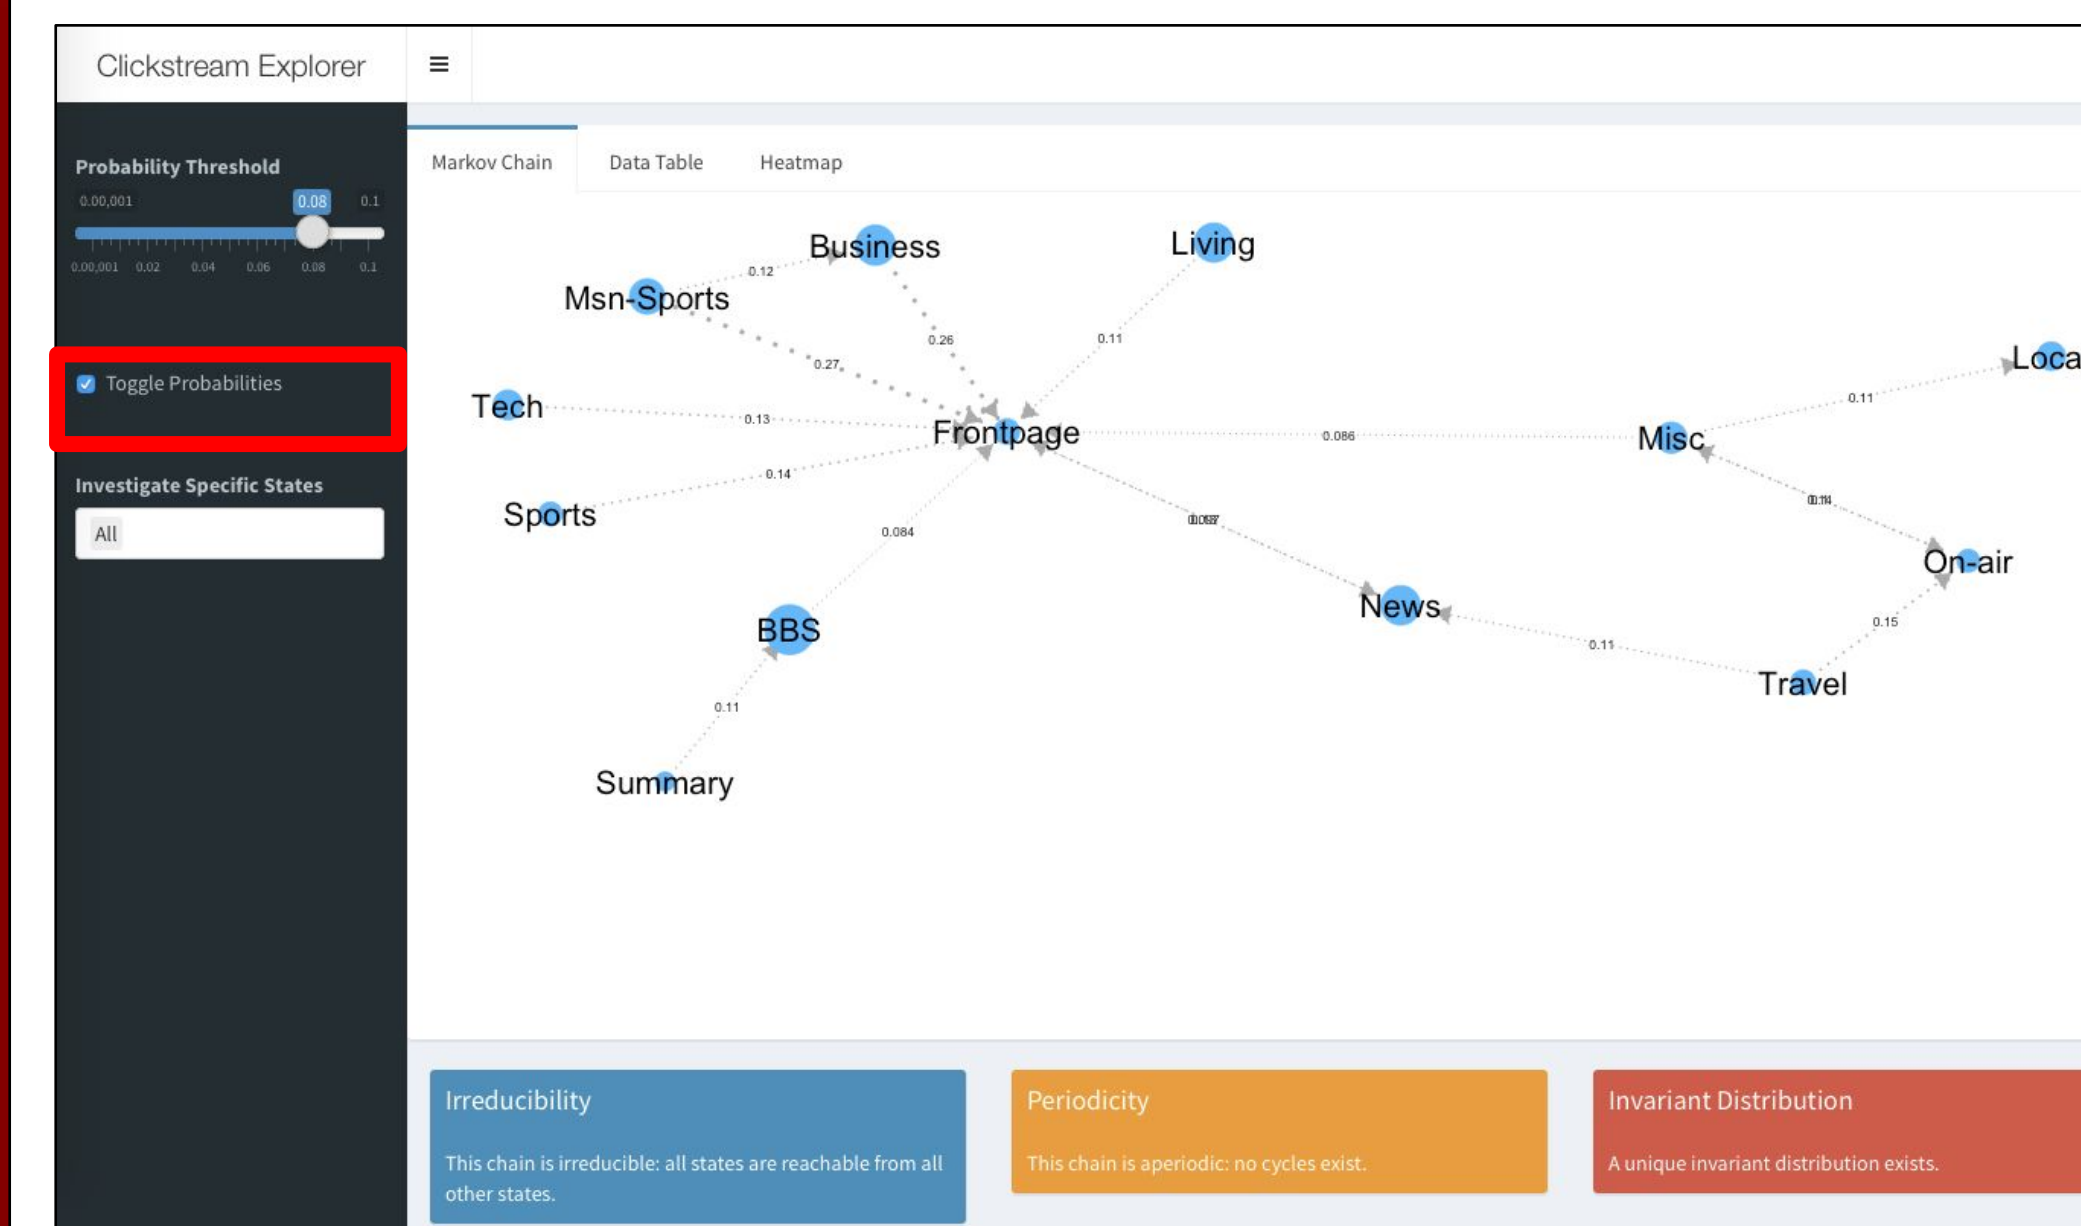 Clickstream Explorer
Probability Threshold
0.00,001 0.08 0.1
0.00,001 0.02 0.04 0.06 0.08 0.1
Toggle Probabilities
Investigate Specific States
All
Markov Chain Data Table Heatmap
Business
Living
0.12
Msn-Sports
0.26
0.11
0.27
Loca
Tech
0.11
0.13
Frontpage
0.086
Misc
0.14
Sports
0.084
On-air
News
BBS
0.15
0.11
Travel
0.11
Summary
Irreducibility
This chain is irreducible: all states are reachable from all
other states.
Periodicity
This chain is aperiodic: no cycles exist.
Invariant Distribution
A unique invariant distribution exists.